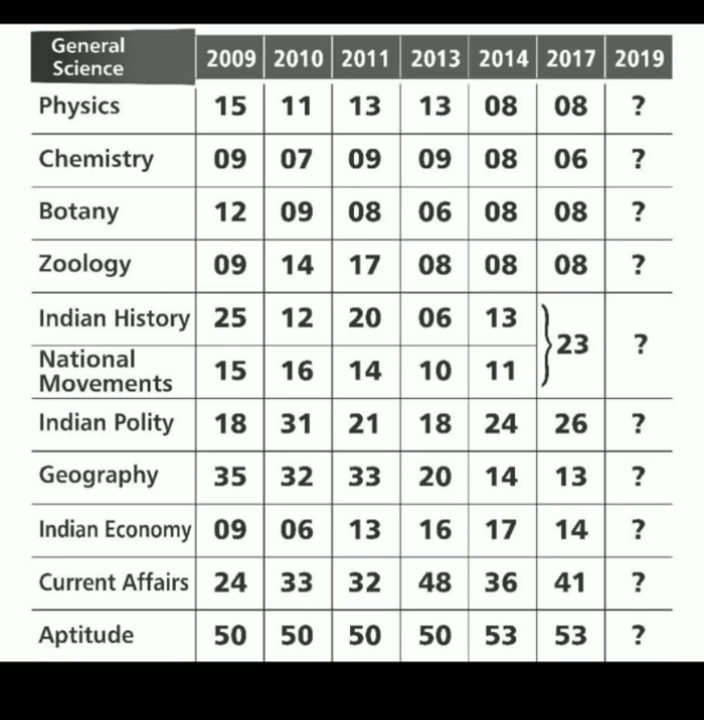 General Science 2009 2010 2011 2013 2014 2017 2019
Physics 15 11 13 13 08 08 ?
Chemistry 09 07 09 09 08 06 ?
Botany 12 09 08 06 08 08 ?
Zoology 09 14 17 08 08 08 ?
Indian History 25 12 20 06 13 23 ?
National Movements 15 16 14 10 11
Indian Polity 18 31 21 18 24 26 ?
Geography 35 32 33 20 14 13 ?
Indian Economy 09 06 13 16 17 14 ?
Current Affairs 24 33 32 48 36 41 ?
Aptitude 50 50 50 50 53 53 ?